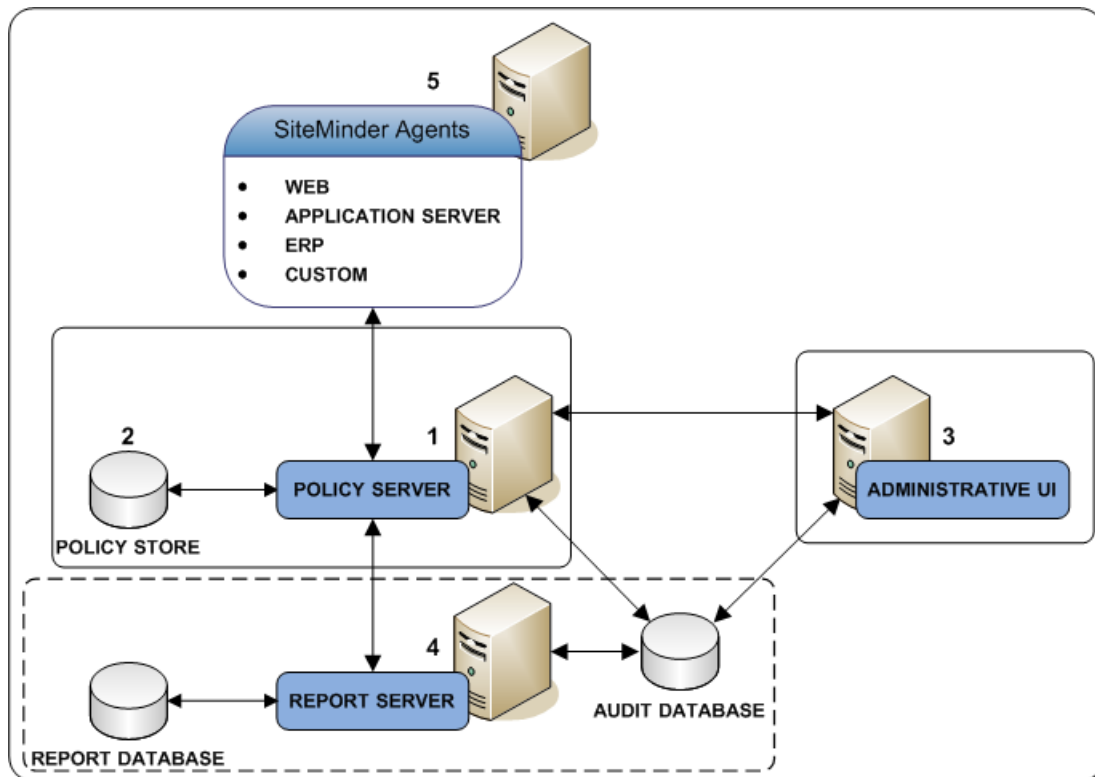 5
SiteMinder Agents
• WEB
• APPLICATION SERVER
• ERP
• CUSTOM
2
1
3
POLICY SERVER
ADMINISTRATIVE UI
POLICY STORE
4
REPORT SERVER
AUDIT DATABASE
REPORT DATABASE